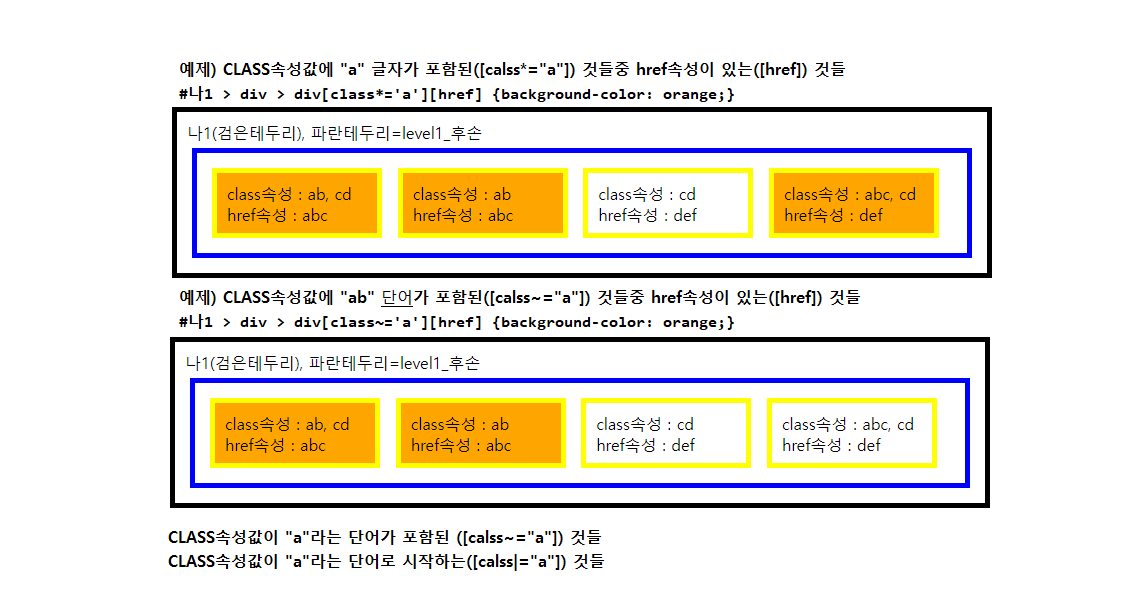 예제) CLASS속성값에 "a" 글자가 포함된([calss*="a"]) 것들중 href속성이 있는([href]) 것들
#나1 > div > div[class*='a'][href] {background-color: orange;}
나1(검은테두리), 파란테두리=level1_후손
class속성 : ab, cd
href속성 : abc
class속성 : ab
href속성 : abc
class속성 : cd
href속성 : def
class속성 : abc, cd
href속성 : def
예제) CLASS속성값에 "ab" 단어가 포함된([calss~="a"]) 것들중 href속성이 있는([href]) 것들
#나1 > div > div[class~='a'][href] {background-color: orange;}
나1(검은테두리), 파란테두리=level1_후손
class속성 : ab, cd
href속성 : abc
class속성 : ab
href속성 : abc
class속성 : cd
href속성 : def
class속성 : abc, cd
href속성 : def
CLASS속성값이 "a"라는 단어가 포함된 ([calss~="a"]) 것들
CLASS속성값이 "a"라는 단어로 시작하는([calss|="a"]) 것들